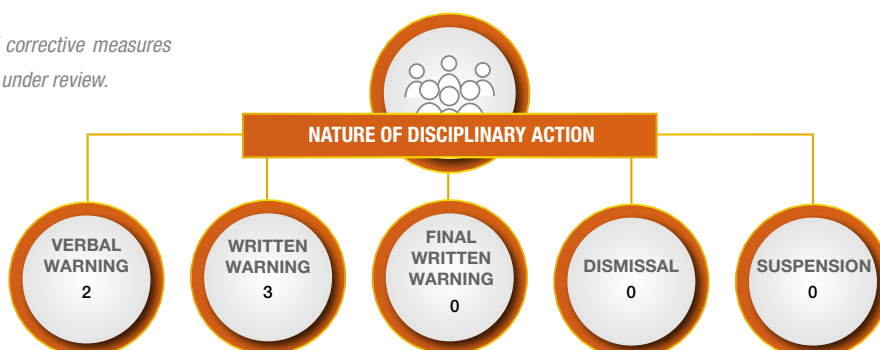 corrective measures
under review.
NATURE OF DISCIPLINARY ACTION
VERBAL
WARNING
2
WRITTEN
WARNING
3
FINAL
WRITTEN
WARNING
0
DISMISSAL
0
SUSPENSION
0